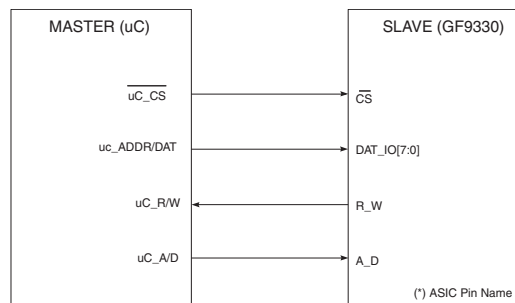 MASTER (uC) SLAVE (GF9330)
uC_CS CS
uc_ADDR/DAT DAT_IO[7:0]
uC_R/W R_W
uC_A/D A_D
(*) ASIC Pin Name